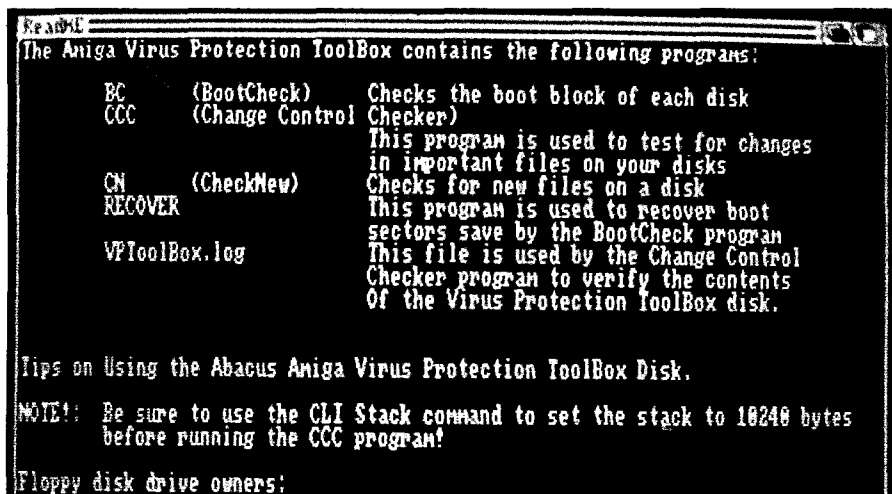 ReadME
The Amiga Virus Protection ToolBox contains the following programs:
BC (BootCheck) Checks the boot block of each disk
CCC (Change Control Checker)
This program is used to test for changes
in important files on your disks
CN (CheckNew) Checks for new files on a disk
RECOVER This program is used to recover boot
sectors save by the BootCheck program
VPToolBox.log This file is used by the Change Control
Checker program to verify the contents
Of the Virus Protection ToolBox disk.
Tips on Using the Abacus Amiga Virus Protection ToolBox Disk.
NOTE!: Be sure to use the CLI Stack command to set the stack to 10240 bytes
before running the CCC program!
Floppy disk drive owners: